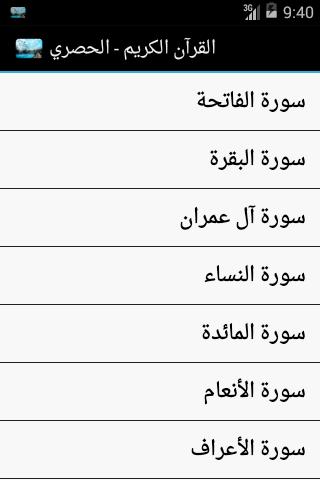 3G 9:40
القرآن الكريم - الحصري
سورة الفاتحة
سورة البقرة
سورة آل عمران
سورة النساء
سورة المائدة
سورة الأنعام
سورة الأعراف